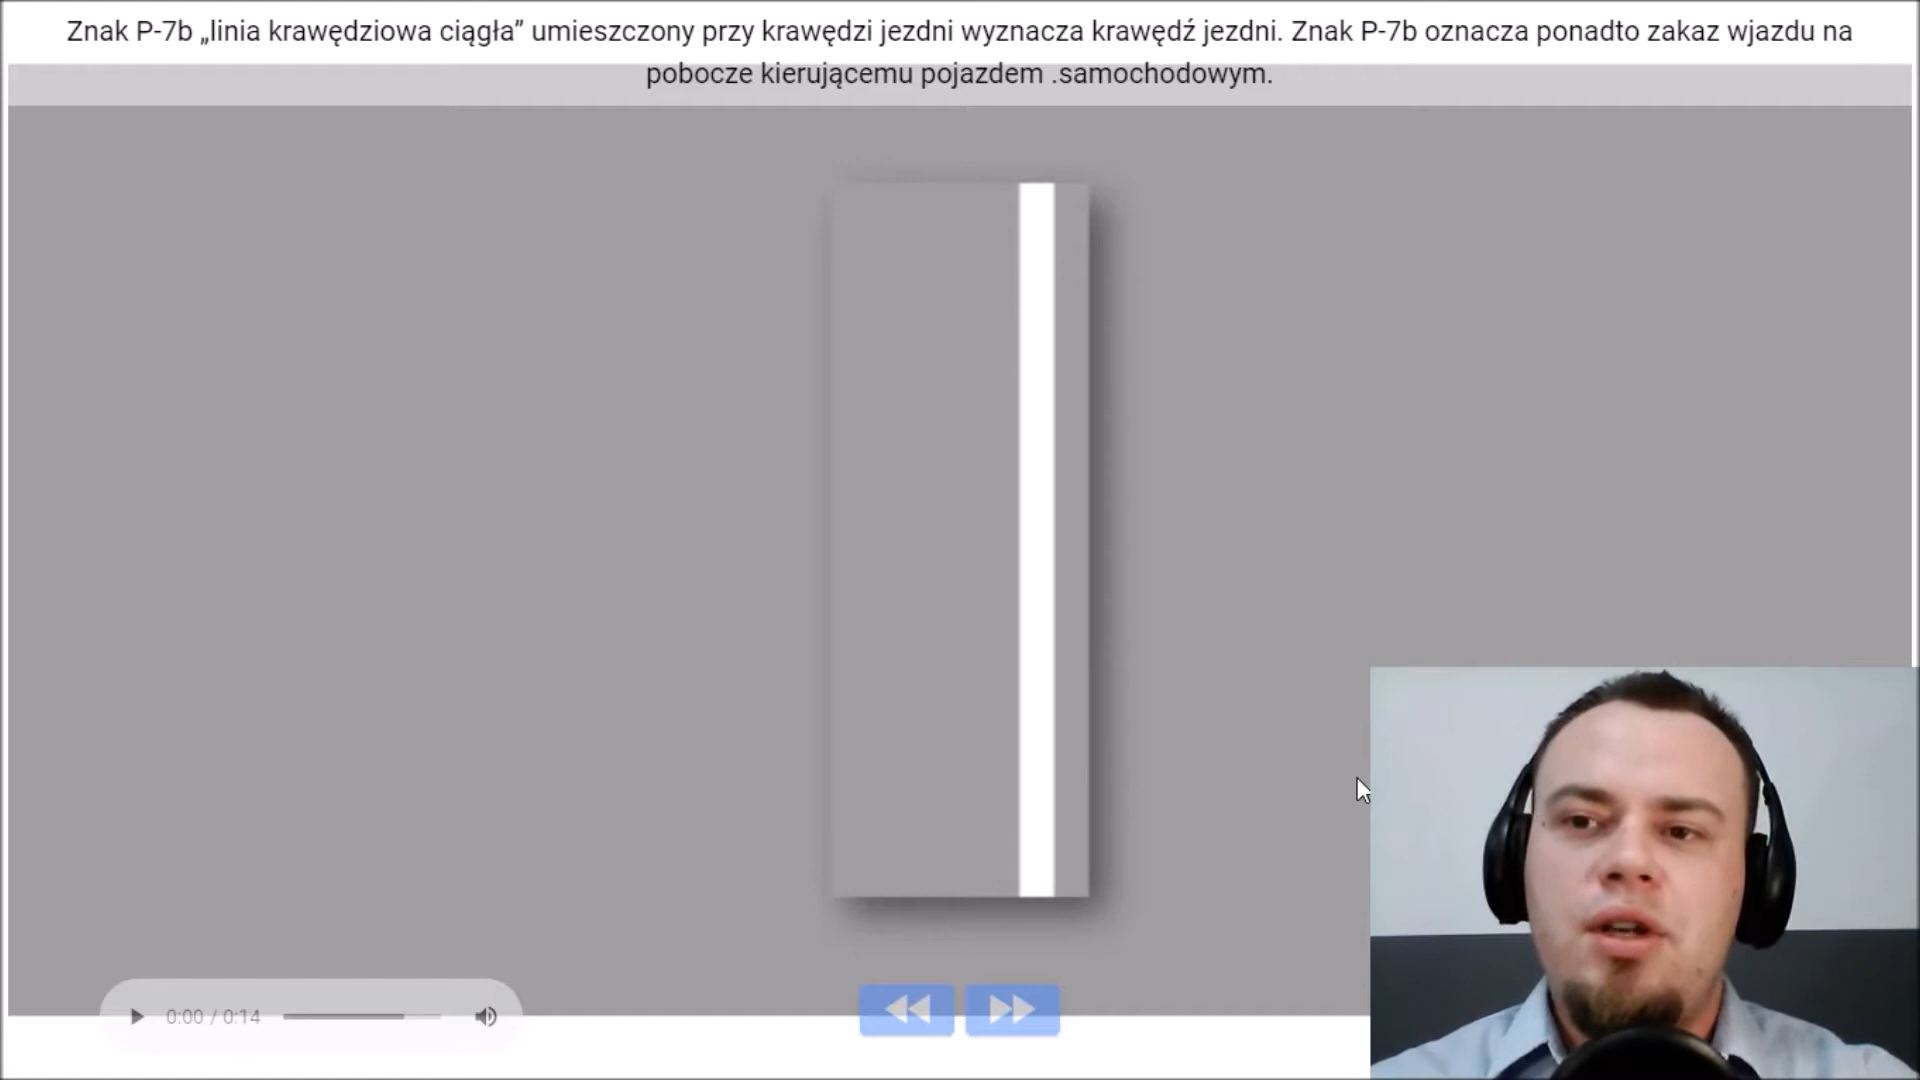 Znak P-7b „linia krawędziowa ciągła” umieszczony przy krawędzi jezdni wyznacza krawędź jezdni. Znak P-7b oznacza ponadto zakaz wjazdu na
pobocze kierującemu pojazdem .samochodowym.
0:00 / 0:14